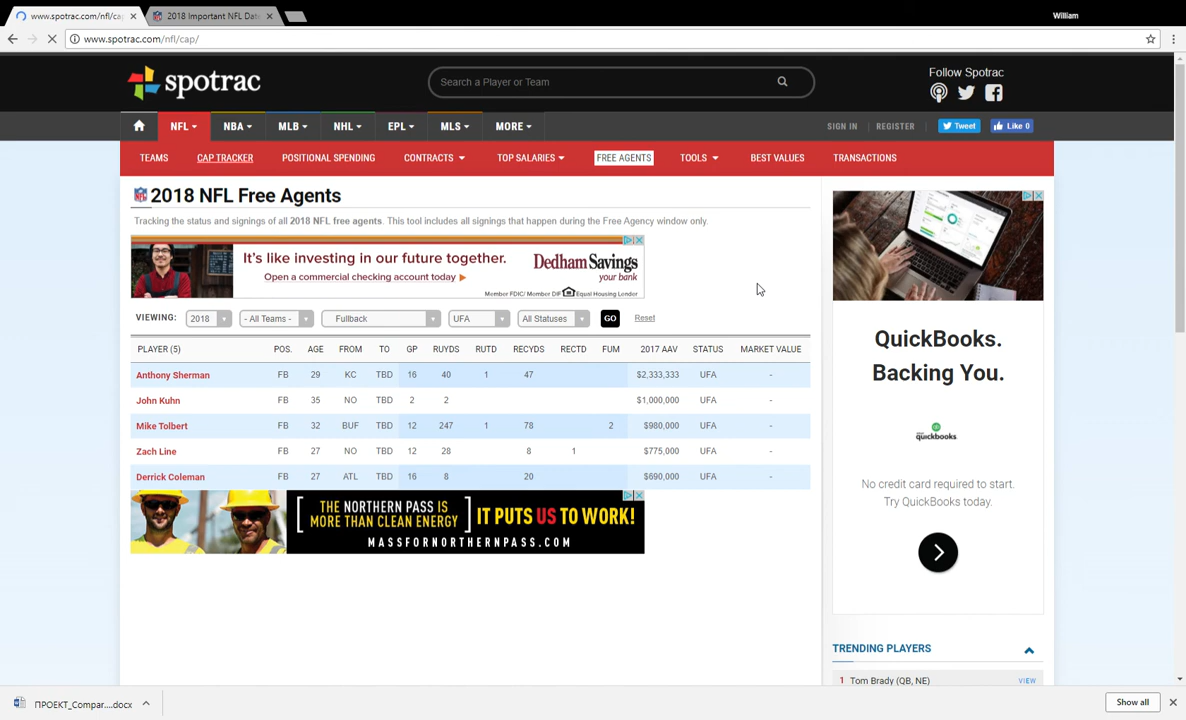 www.spotrac.com/nfl/cap
2018 Important NFL Dat
William
www.spotrac.com/nfl/cap/
spotrac
Search a Player or Team
Follow Spotrac
NFL NBA MLB NHL EPL MLS MORE
SIGN IN REGISTER Tweet Like 0
TEAMS CAP TRACKER POSITIONAL SPENDING CONTRACTS TOP SALARIES FREE AGENTS TOOLS BEST VALUES TRANSACTIONS
2018 NFL Free Agents
Tracking the status and signings of all 2018 NFL free agents. This tool includes all signings that happen during the Free Agency window only.
It's like investing in our future together.
Open a commercial checking account today
Dedham Savings
your bank
Member FDIC/ Member DIF Equal Housing Lender
VIEWING: 2018 - All Teams - Fullback UFA All Statuses GO Reset
PLAYER (5) POS. AGE FROM TO GP RUYDS RUTD RECYDS RECTD FUM 2017 AAV STATUS MARKET VALUE
Anthony Sherman FB 29 KC TBD 16 40 1 47 $2,333,333 UFA -
John Kuhn FB 35 NO TBD 2 2 $1,000,000 UFA -
Mike Tolbert FB 32 BUF TBD 12 247 1 78 2 $980,000 UFA -
Zach Line FB 27 NO TBD 12 28 8 1 $775,000 UFA -
Derrick Coleman FB 27 ATL TBD 16 8 20 $690,000 UFA -
THE NORTHERN PASS IS
MORE THAN CLEAN ENERGY
IT PUTS US TO WORK!
MASSFORNORTHERNPASS.COM
QuickBooks.
Backing You.
quickbooks
No credit card required to start.
Try QuickBooks today.
TRENDING PLAYERS
1 Tom Brady (QB, NE) VIEW
ПРОЕКТ_Compar....docx
Show all